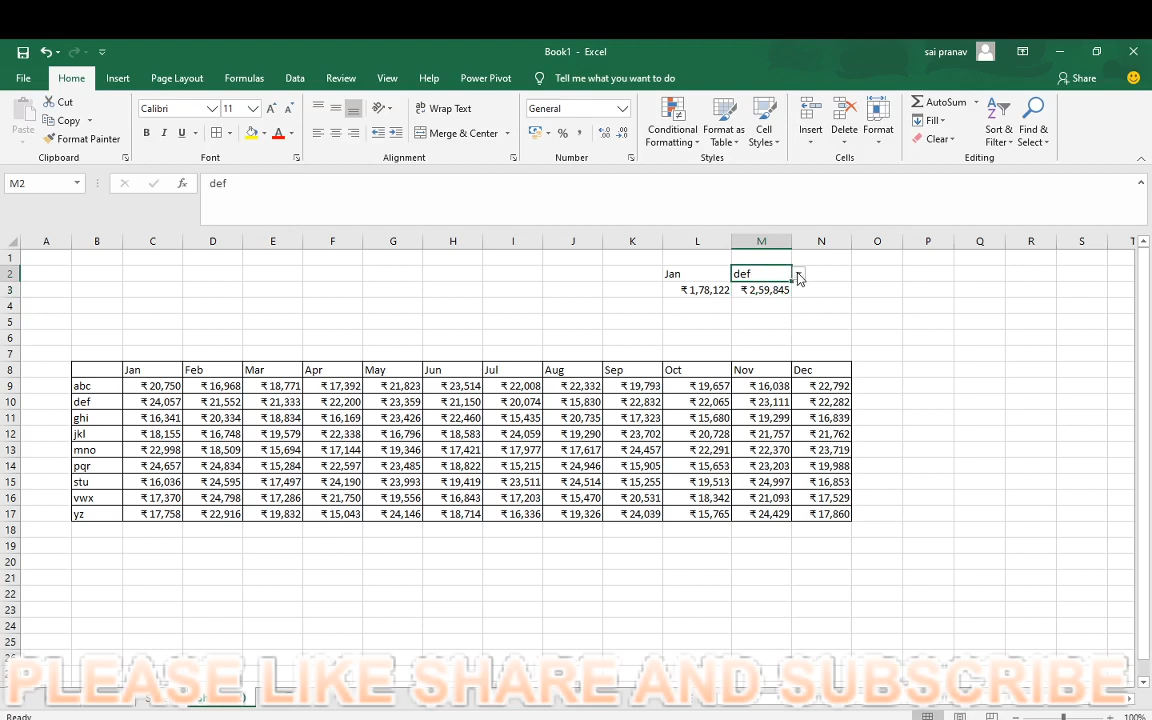 Book1 - Excel
sai pranav
File Home Insert Page Layout Formulas Data Review View Help Power Pivot Tell me what you want to do Share
Cut
Copy
Format Painter
Paste
Clipboard
Calibri 11
B I U
Font
Wrap Text
Merge & Center
Alignment
General
Number
Conditional Formatting
Format as Table
Cell Styles
Styles
Insert Delete Format
Cells
AutoSum
Fill
Clear
Sort & Filter
Find & Select
Editing
M2 fx def
A B C D E F G H I J K L M N O P Q R S T
1
2 Jan def
3 ₹ 1,78,122 ₹ 2,59,845
4
5
6
7
8 Jan Feb Mar Apr May Jun Jul Aug Sep Oct Nov Dec
9 abc ₹ 20,750 ₹ 16,968 ₹ 18,771 ₹ 17,392 ₹ 21,823 ₹ 23,514 ₹ 22,008 ₹ 22,332 ₹ 19,793 ₹ 19,657 ₹ 16,038 ₹ 22,792
10 def ₹ 24,057 ₹ 21,552 ₹ 21,333 ₹ 22,200 ₹ 23,359 ₹ 21,150 ₹ 20,074 ₹ 15,830 ₹ 22,832 ₹ 22,065 ₹ 23,111 ₹ 22,282
11 ghi ₹ 16,341 ₹ 20,334 ₹ 18,834 ₹ 16,169 ₹ 23,426 ₹ 22,460 ₹ 15,435 ₹ 20,735 ₹ 17,323 ₹ 15,680 ₹ 19,299 ₹ 16,839
12 jkl ₹ 18,155 ₹ 16,748 ₹ 19,579 ₹ 22,338 ₹ 16,796 ₹ 18,583 ₹ 24,059 ₹ 19,290 ₹ 23,702 ₹ 20,728 ₹ 21,757 ₹ 21,762
13 mno ₹ 22,998 ₹ 18,509 ₹ 15,694 ₹ 17,144 ₹ 19,346 ₹ 17,421 ₹ 17,977 ₹ 17,617 ₹ 24,457 ₹ 22,291 ₹ 22,370 ₹ 23,719
14 pqr ₹ 24,657 ₹ 24,834 ₹ 15,284 ₹ 22,597 ₹ 23,485 ₹ 18,822 ₹ 15,215 ₹ 24,946 ₹ 15,905 ₹ 15,653 ₹ 23,203 ₹ 19,988
15 stu ₹ 16,036 ₹ 24,595 ₹ 17,497 ₹ 24,190 ₹ 23,993 ₹ 19,419 ₹ 23,511 ₹ 24,514 ₹ 15,255 ₹ 19,513 ₹ 24,997 ₹ 16,853
16 vwx ₹ 17,370 ₹ 24,798 ₹ 17,286 ₹ 21,750 ₹ 19,556 ₹ 16,843 ₹ 17,203 ₹ 15,470 ₹ 20,531 ₹ 18,342 ₹ 21,093 ₹ 17,529
17 yz ₹ 17,758 ₹ 22,916 ₹ 19,832 ₹ 15,043 ₹ 24,146 ₹ 18,714 ₹ 16,336 ₹ 19,326 ₹ 24,039 ₹ 15,765 ₹ 24,429 ₹ 17,860
18
19
20
21
22
23
24
25
PLEASE LIKE SHARE AND SUBSCRIBE
Ready 100%